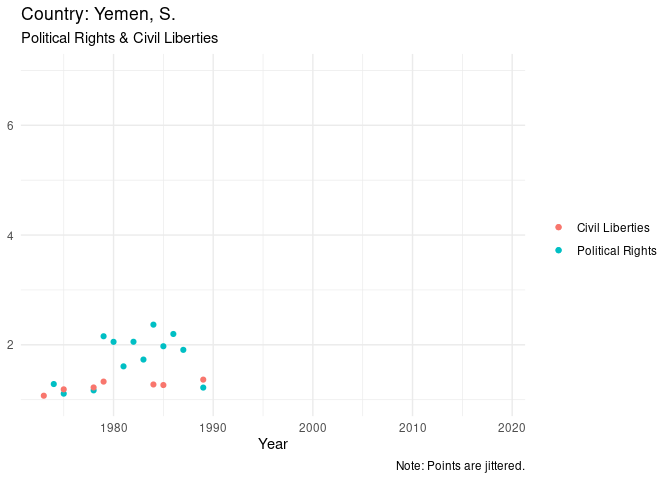 Country: Yemen, S.
Political Rights & Civil Liberties
6
4
2
1980 1990 2000 2010 2020
Year
Civil Liberties
Political Rights
Note: Points are jittered.